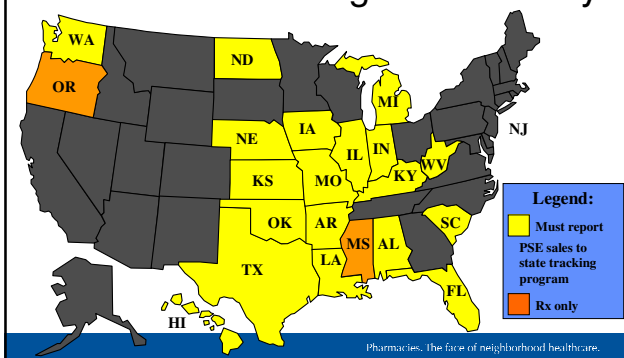 WA
ND
OR
MI
NJ
NE
IA
IL
IN
WV
KS
MO
KY
OK
AR
SC
MS
AL
LA
TX
FL
HI
Legend:
Must report
PSE sales to
state tracking
program
Rx only
Pharmacies. The face of neighborhood healthcare.